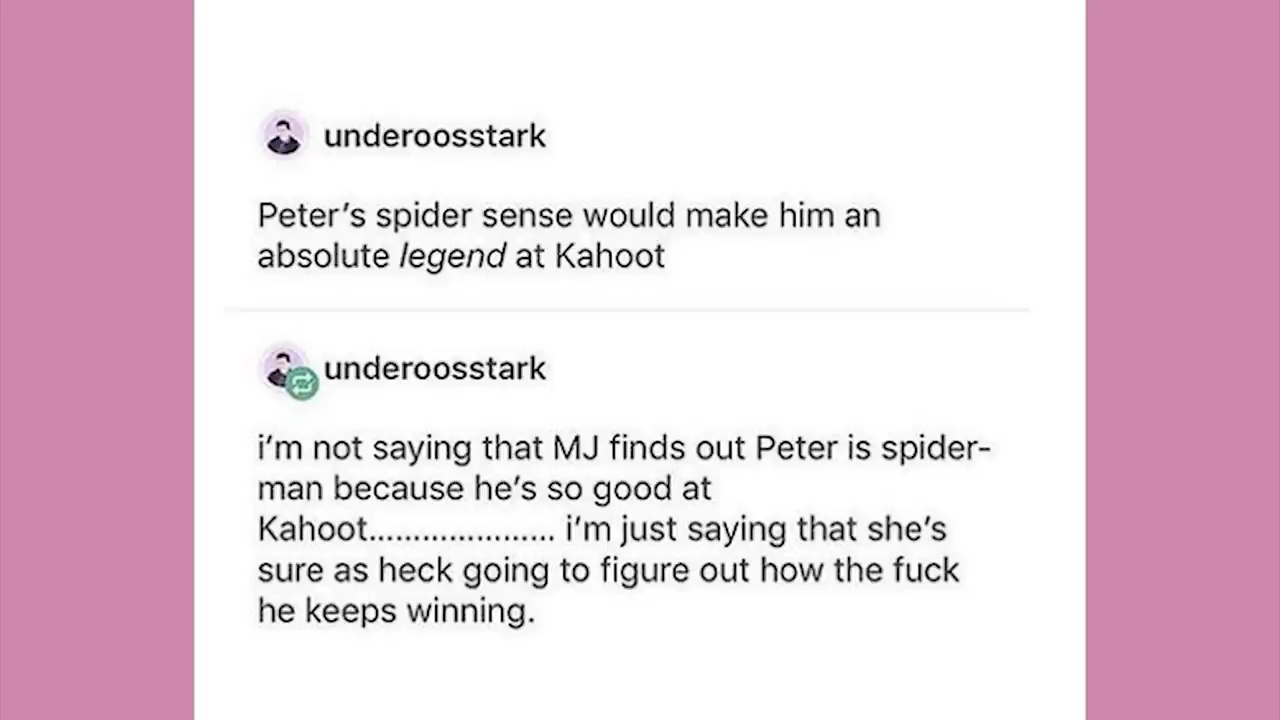 underoosstark
Peter’s spider sense would make him an
absolute legend at Kahoot
underoosstark
i’m not saying that MJ finds out Peter is spider-
man because he’s so good at
Kahoot..................... i’m just saying that she’s
sure as heck going to figure out how the fuck
he keeps winning.